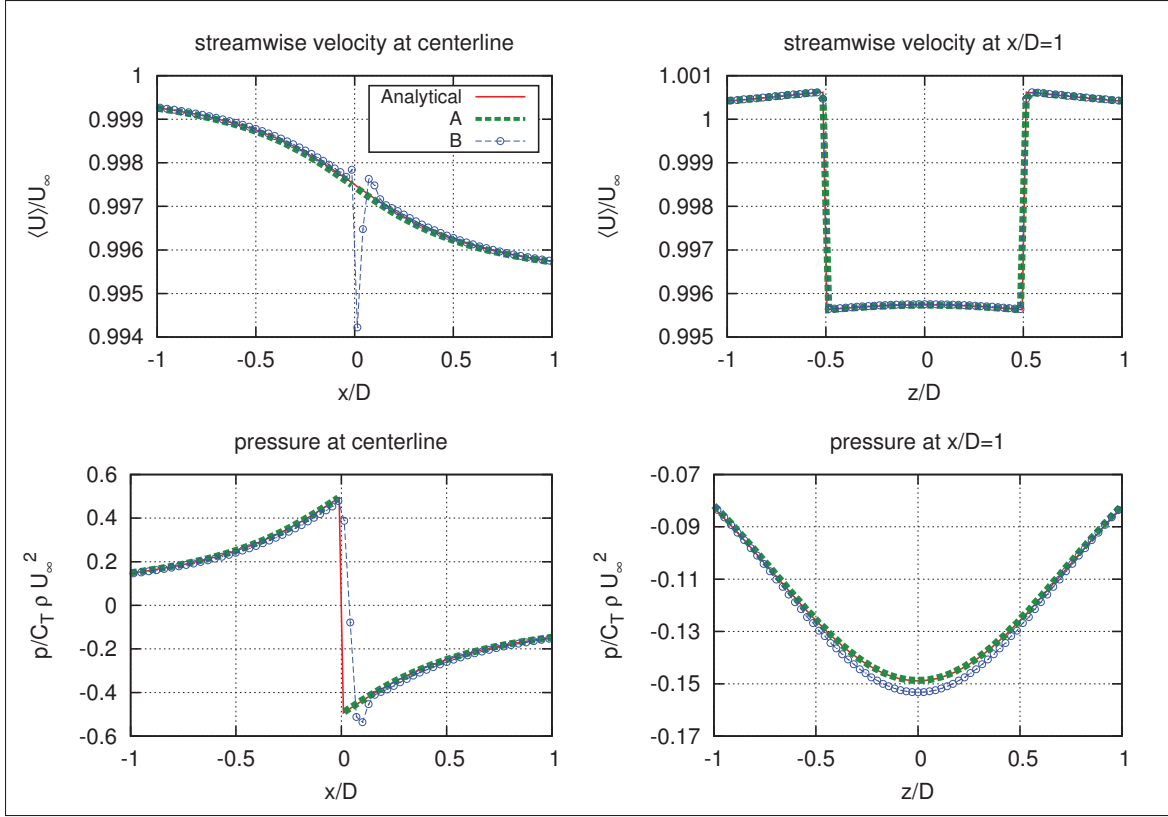 streamwise velocity at centerline
1
0.999
0.998
0.997
0.996
0.995
0.994
⟨U⟩/U∞
-1 -0.5 0 0.5 1
x/D
Analytical
A
B
streamwise velocity at x/D=1
1.001
1
0.999
0.998
0.997
0.996
0.995
⟨U⟩/U∞
-1 -0.5 0 0.5 1
z/D
pressure at centerline
0.6
0.4
0.2
0
-0.2
-0.4
-0.6
p/C_T ρ U∞²
-1 -0.5 0 0.5 1
x/D
pressure at x/D=1
-0.07
-0.09
-0.11
-0.13
-0.15
-0.17
p/C_T ρ U∞²
-1 -0.5 0 0.5 1
z/D